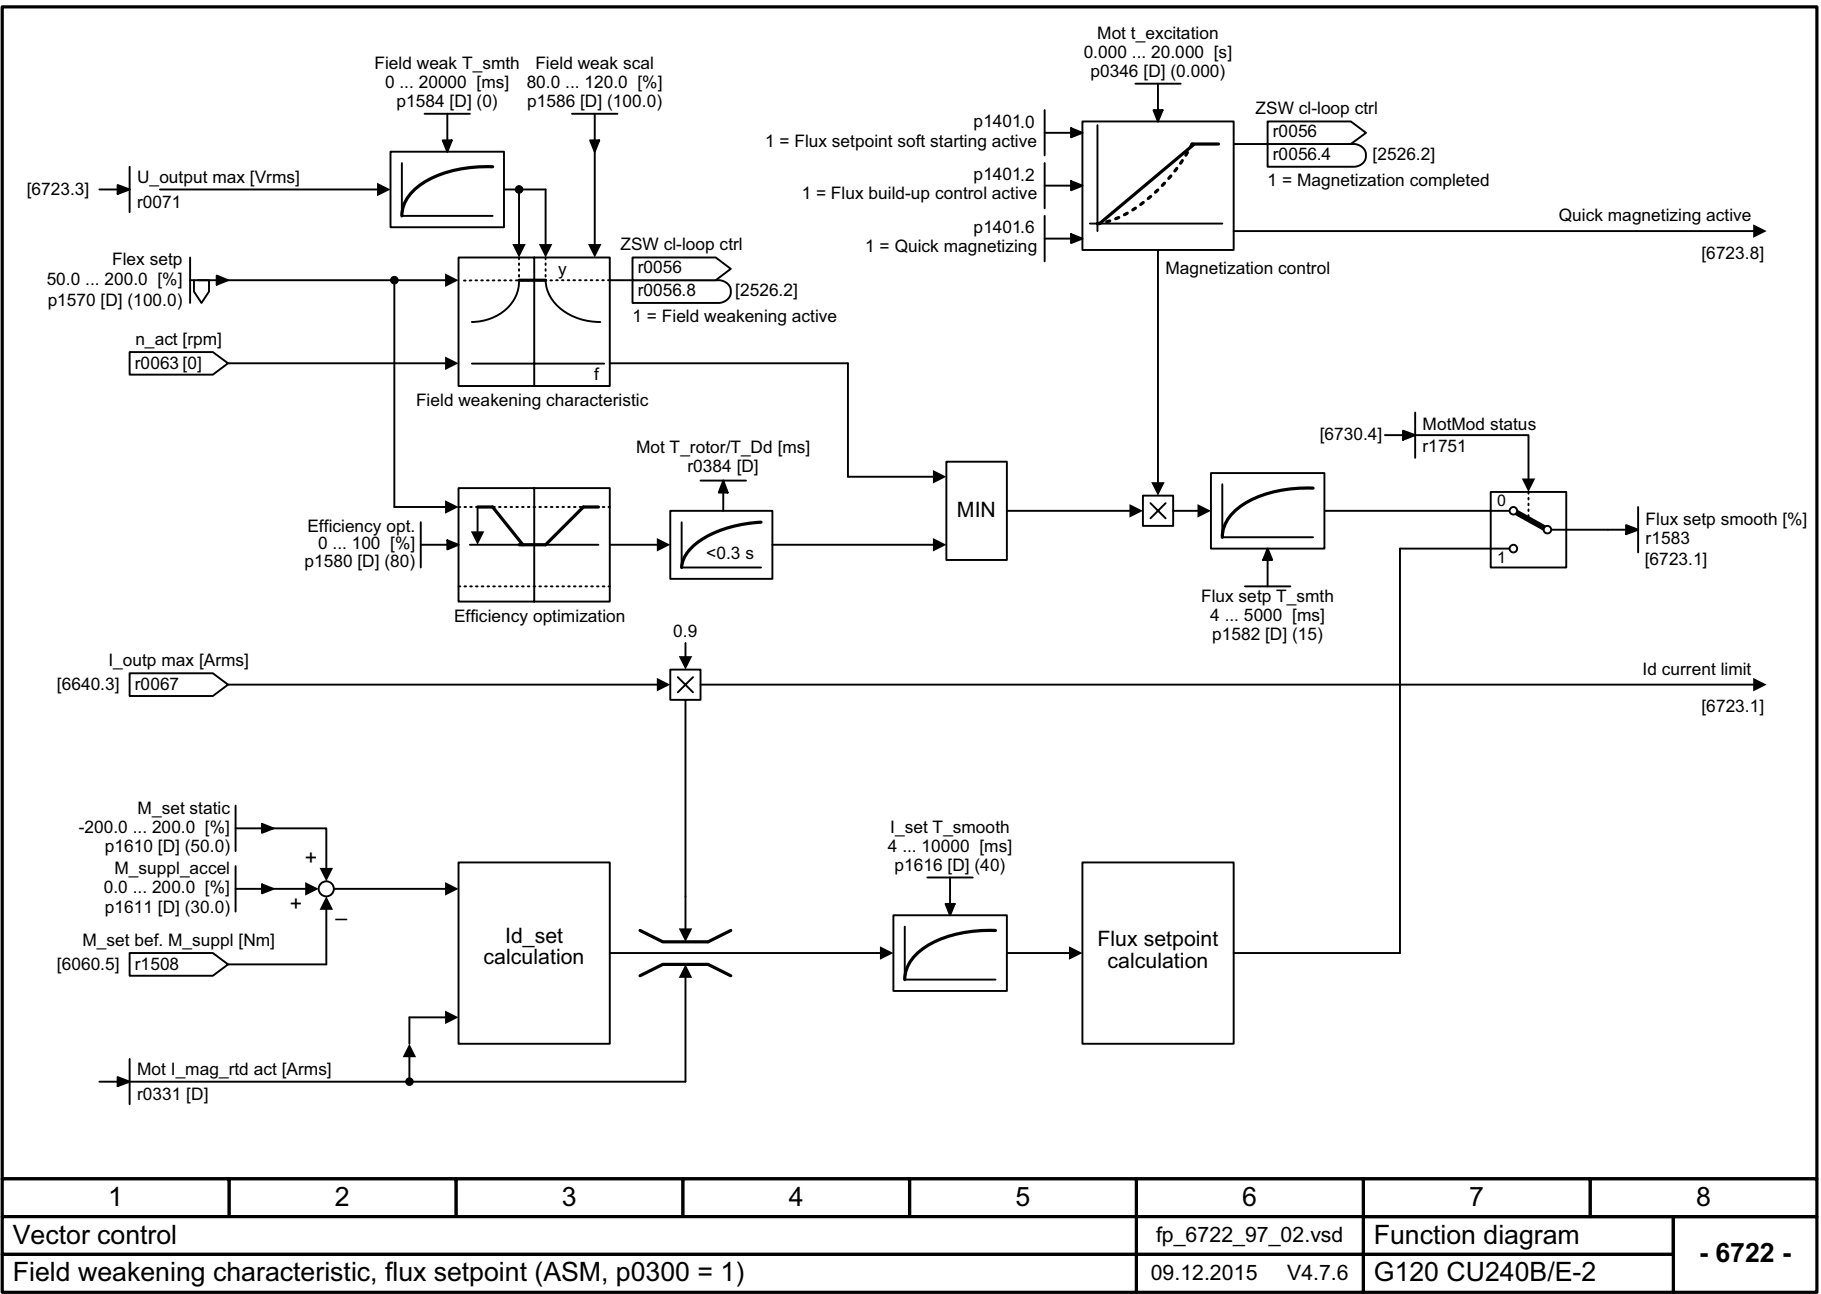 Mot t_excitation
0.000 ... 20.000 [s]
p0346 [D] (0.000)
Field weak T_smth
0 ... 20000 [ms]
p1584 [D] (0)
Field weak scal
80.0 ... 120.0 [%]
p1586 [D] (100.0)
p1401.0
1 = Flux setpoint soft starting active
p1401.2
1 = Flux build-up control active
p1401.6
1 = Quick magnetizing
ZSW cl-loop ctrl
r0056
r0056.4
[2526.2]
1 = Magnetization completed
Quick magnetizing active
[6723.8]
Magnetization control
[6723.3]
U_output max [Vrms]
r0071
Flex setp
50.0 ... 200.0 [%]
p1570 [D] (100.0)
n_act [rpm]
r0063 [0]
y
f
Field weakening characteristic
ZSW cl-loop ctrl
r0056
r0056.8
[2526.2]
1 = Field weakening active
Mot T_rotor/T_Dd [ms]
r0384 [D]
<0.3 s
Efficiency opt.
0 ... 100 [%]
p1580 [D] (80)
Efficiency optimization
MIN
Flux setp T_smth
4 ... 5000 [ms]
p1582 [D] (15)
[6730.4]
MotMod status
r1751
0
1
Flux setp smooth [%]
r1583
[6723.1]
0.9
I_outp max [Arms]
[6640.3]
r0067
Id current limit
[6723.1]
M_set static
-200.0 ... 200.0 [%]
p1610 [D] (50.0)
M_suppl_accel
0.0 ... 200.0 [%]
p1611 [D] (30.0)
+
+
–
M_set bef. M_suppl [Nm]
[6060.5]
r1508
Id_set
calculation
Mot I_mag_rtd act [Arms]
r0331 [D]
I_set T_smooth
4 ... 10000 [ms]
p1616 [D] (40)
Flux setpoint
calculation
1 2 3 4 5 6 7 8
Vector control
fp_6722_97_02.vsd
Function diagram
- 6722 -
Field weakening characteristic, flux setpoint (ASM, p0300 = 1)
09.12.2015 V4.7.6
G120 CU240B/E-2